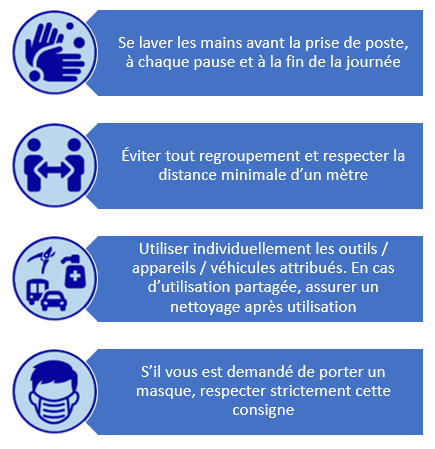 Se laver les mains avant la prise de poste,
à chaque pause et à la fin de la journée
Éviter tout regroupement et respecter la
distance minimale d’un mètre
Utiliser individuellement les outils /
appareils / véhicules attribués. En cas
d’utilisation partagée, assurer un
nettoyage après utilisation
S’il vous est demandé de porter un
masque, respecter strictement cette
consigne